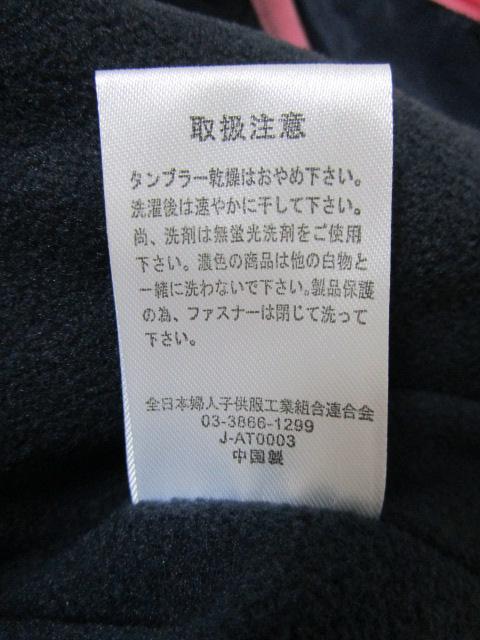 取扱注意
タンブラー乾燥はおやめ下さい。
洗濯後は速やかに干して下さい。
尚、洗剤は無蛍光洗剤をご使用
下さい。濃色の商品は他の白物と
一緒に洗わないで下さい。製品保護
の為、ファスナーは閉じて洗って
下さい。
全日本婦人子供服工業組合連合会
03-3866-1299
J-AT0003
中国製